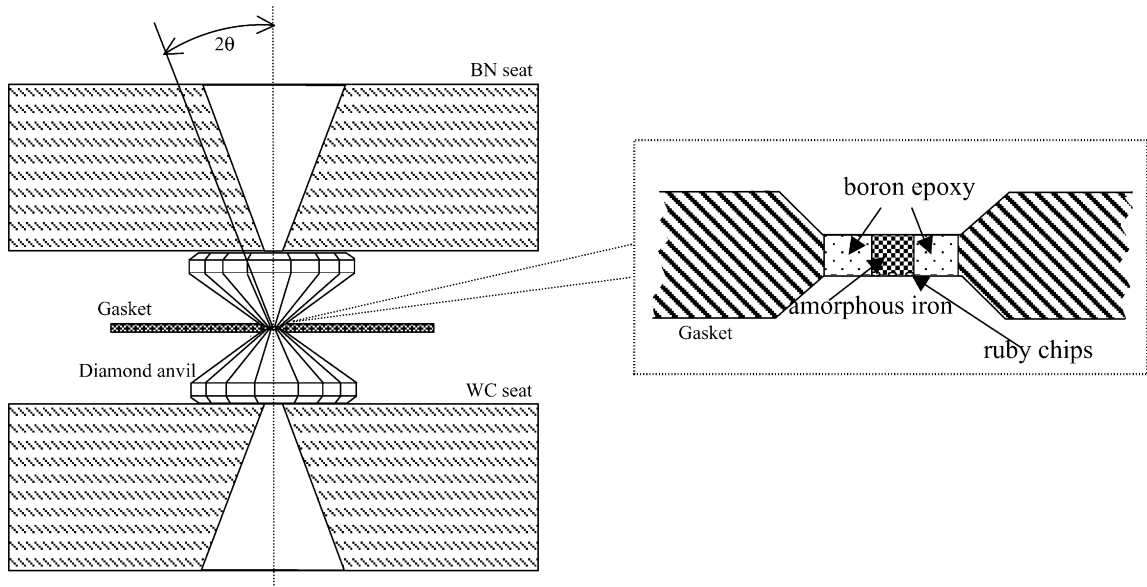 2θ
BN seat
Gasket
Diamond anvil
WC seat
boron epoxy
amorphous iron
Gasket
ruby chips